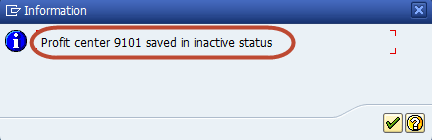 Information
Profit center 9101 saved in inactive status